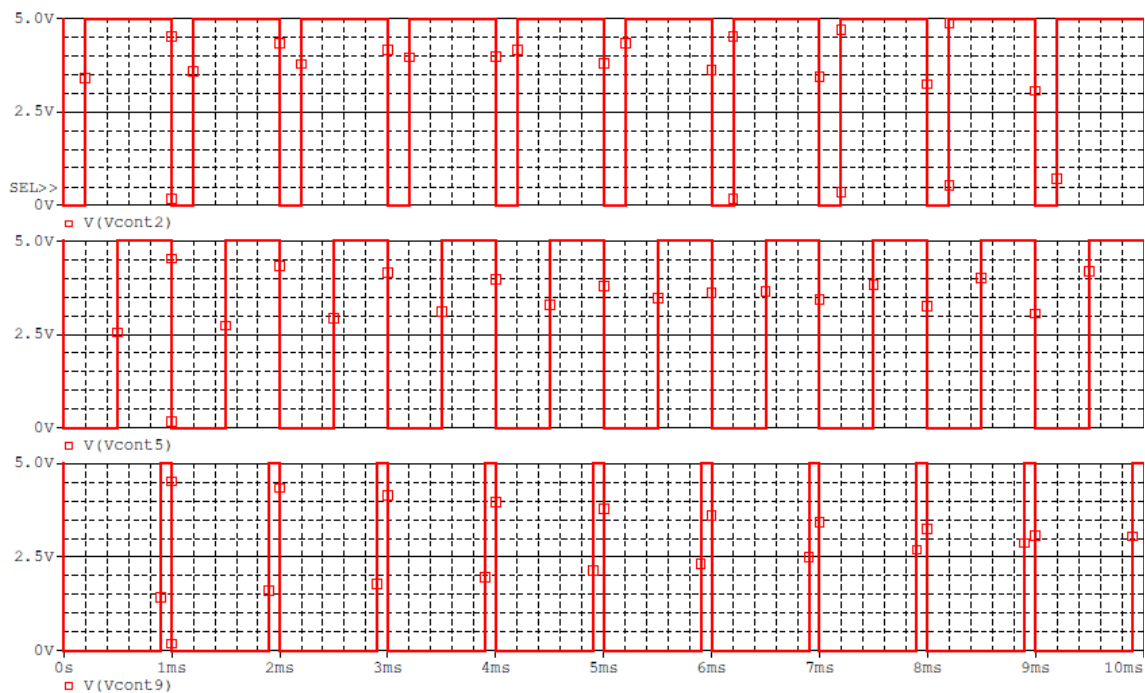 5.0V
2.5V
SEL>>
0V
V(Vcont2)
5.0V
2.5V
0V
V(Vcont5)
5.0V
2.5V
0V
0s 1ms 2ms 3ms 4ms 5ms 6ms 7ms 8ms 9ms 10ms
V(Vcont9)